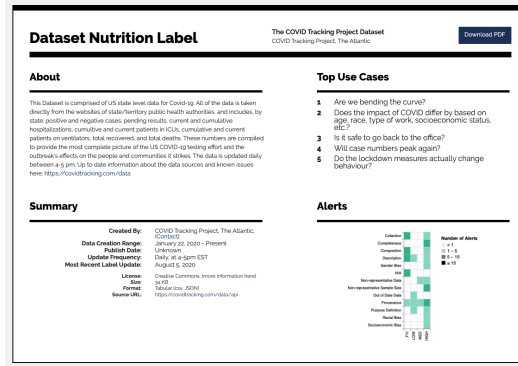 Dataset Nutrition Label
The COVID Tracking Project Dataset
COVID Tracking Project, The Atlantic
Download PDF
About
This Dataset is comprised of US state level data for Covid-19. All of the data is taken
directly from the websites of state/territory public health authorities, and includes, by
state: positive and negative cases, pending results, current and cumulative
hospitalizations, cumultive and current patients in ICUs, cumulative and current
patients on ventilators, total recovered, and total deaths. These numbers are compiled
to provide the most complete picture of the US COVID-19 testing effort and the
outbreak's effects on the people and communities it strikes. The data is updated daily
between 4-5 pm. Up to date information about the data sources and known issues
here: https://covidtracking.com/data
Top Use Cases
1 Are we bending the curve?
2 Does the impact of COVID differ by based on
age, race, type of work, socioeconomic status,
etc.?
3 Is it safe to go back to the office?
4 Will case numbers peak again?
5 Do the lockdown measures actually change
behaviour?
Summary
Created By: COVID Tracking Project, The Atlantic.
(Contact)
Data Creation Range: January 22, 2020 - Present
Publish Date: Unknown
Update Frequency: Daily, at 4-5pm EST
Most Recent Label Update: August 5, 2020
License: Creative Commons, (more information here)
Size: 34 KB
Format: Tabular (csv, JSON)
Source URL: https://covidtracking.com/data/api
Alerts
Collection
Completeness
Composition
Description
Gender Bias
N/A
Non-representative Data
Non-representative Sample Size
Out of Date Data
Provenance
Purpose Definition
Racial Bias
Socioeconomic Bias
FYI
LOW
MED
HIGH
Number of Alerts
< 1
1 – 5
5 – 15
≥ 15